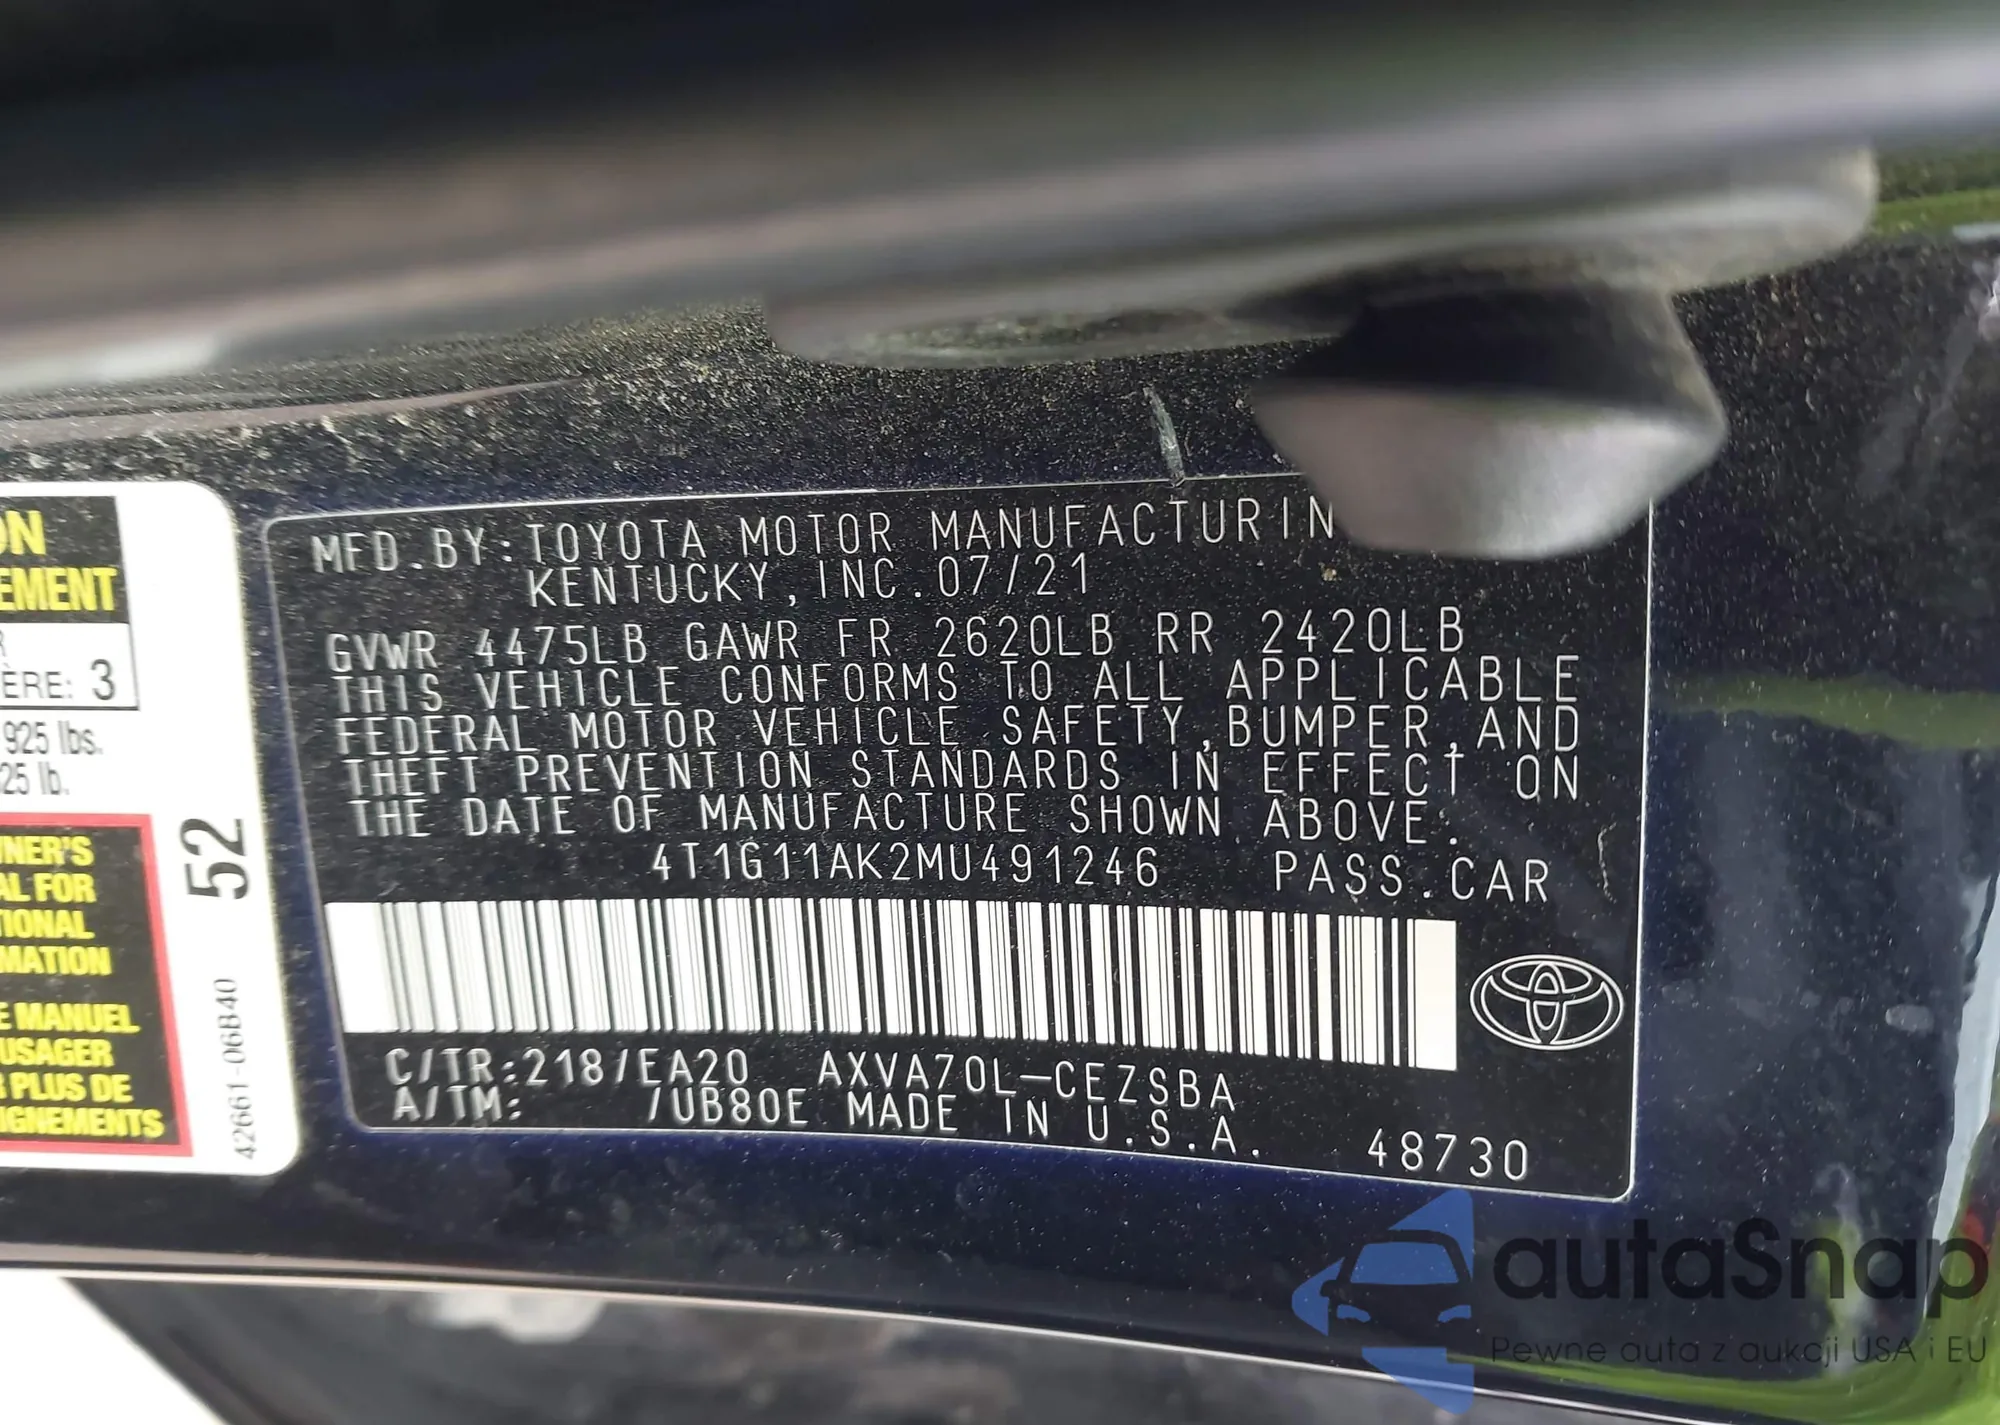 ON
EMENT
R
ÈRE: 3
925 lbs.
25 lb.
NER'S
AL FOR
TIONAL
MATION
E MANUEL
USAGER
R PLUS DE
IGNEMENTS
52
42661-06B40
MFD.BY:TOYOTA MOTOR MANUFACTURIN
KENTUCKY,INC.07/21
GVWR 4475LB GAWR FR 2620LB RR 2420LB
THIS VEHICLE CONFORMS TO ALL APPLICABLE
FEDERAL MOTOR VEHICLE SAFETY,BUMPER,AND
THEFT PREVENTION STANDARDS IN EFFECT ON
THE DATE OF MANUFACTURE SHOWN ABOVE.
4T1G11AK2MU491246 PASS.CAR
C/TR:218/EA20 AXVA70L-CEZSBA
A/TM: /UB80E MADE IN U.S.A.
48730
autaSnap
Pewne auta z aukcji USA i EU